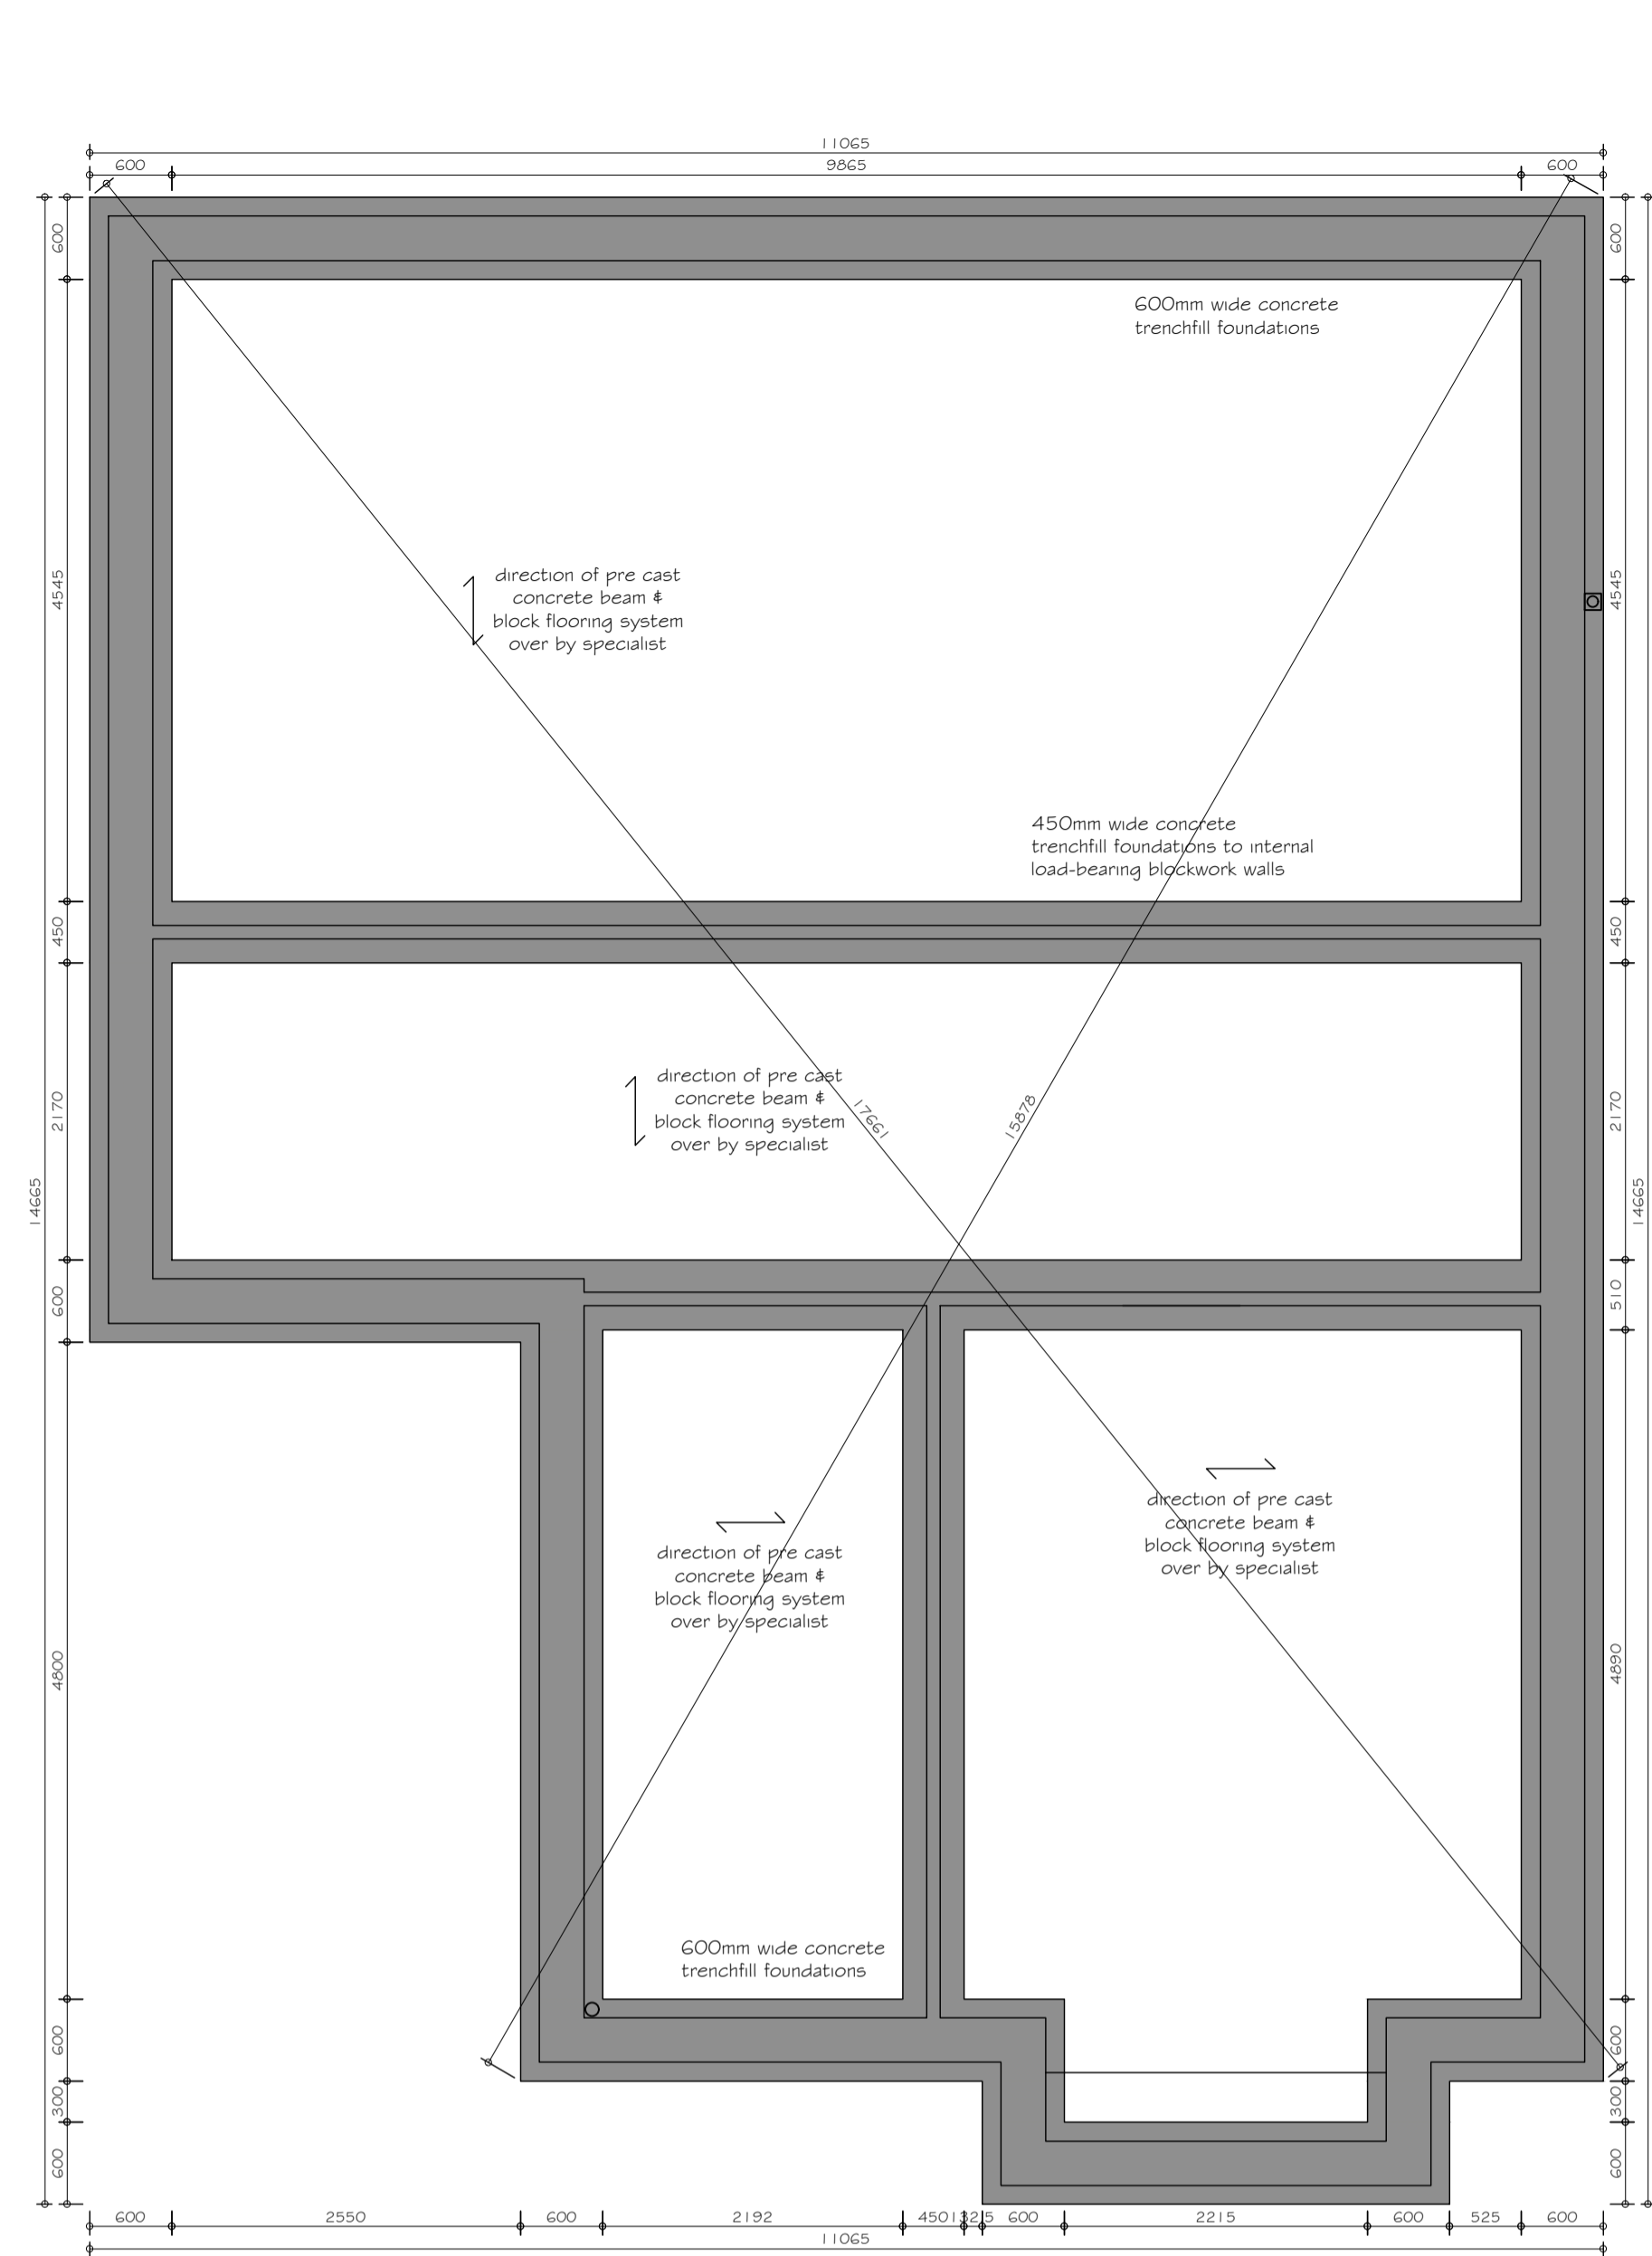 11065
600 9865 600
600
4545
450
2170
14665
600
4800
600
300
600
600
4545
450
2170
14665
510
4890
600
300
600
600mm wide concrete
trenchfill foundations
direction of pre cast
concrete beam &
block flooring system
over by specialist
450mm wide concrete
trenchfill foundations to internal
load-bearing blockwork walls
direction of pre cast
concrete beam &
block flooring system
over by specialist
17661
15878
direction of pre cast
concrete beam &
block flooring system
over by specialist
direction of pre cast
concrete beam &
block flooring system
over by specialist
600mm wide concrete
trenchfill foundations
600 2550 600 2192 450 600 2215 600 525 600
11065